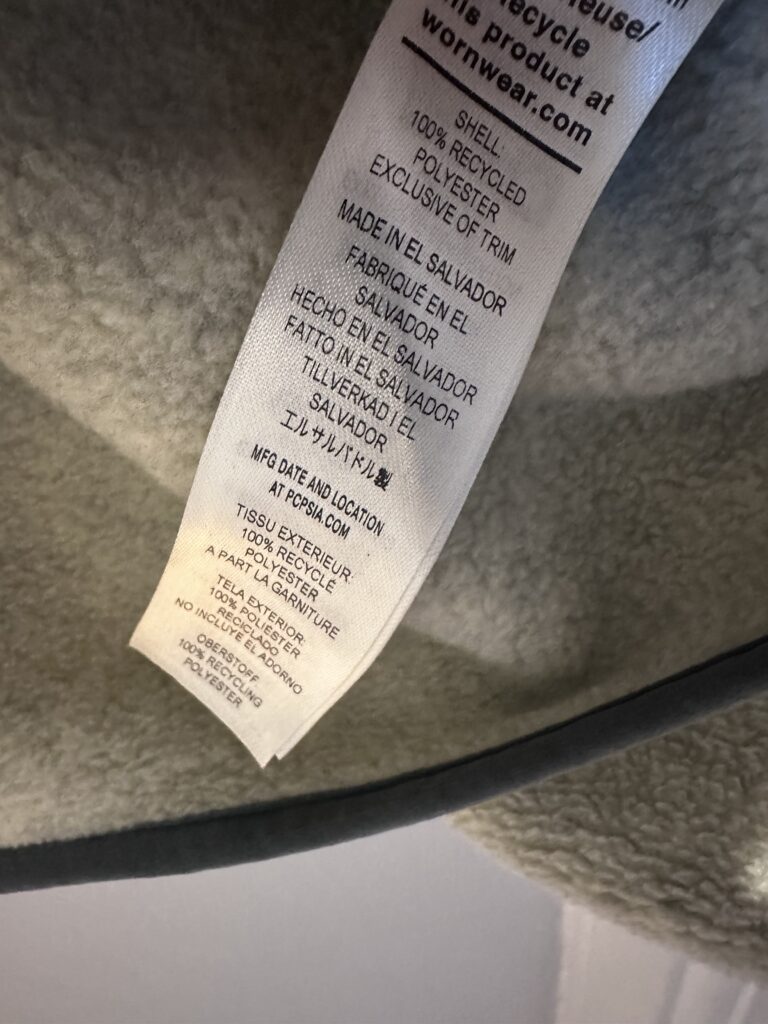 euse/
recycle
this product at
wornwear.com
SHELL:
100% RECYCLED
POLYESTER
EXCLUSIVE OF TRIM
MADE IN EL SALVADOR
FABRIQUÉ EN EL
SALVADOR
HECHO EN EL SALVADOR
FATTO IN EL SALVADOR
TILLVERKAD I EL
SALVADOR
エルサルバドル製
MFG DATE AND LOCATION
AT PCPSIA.COM
TISSU EXTERIEUR:
100% RECYCLÉ
POLYESTER
A PART LA GARNITURE
TELA EXTERIOR:
100% POLIÉSTER
RECICLADO
NO INCLUYE EL ADORNO
OBERSTOFF
100% RECYCLING
POLYESTER